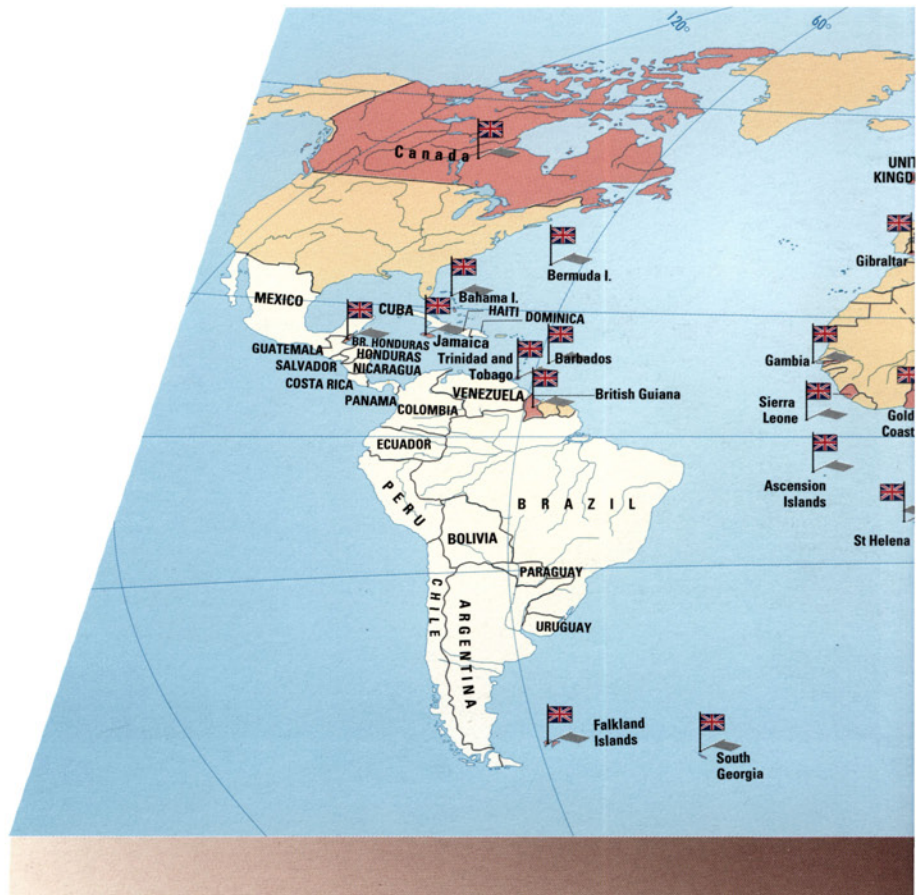 120°
60°
Canada
UNIT
KINGD
Gibraltar
Bermuda I.
Bahama I.
MEXICO
CUBA
HAITI
DOMINICA
BR. HONDURAS
Jamaica
GUATEMALA
HONDURAS
Trinidad and
Tobago
Barbados
Gambia
SALVADOR
NICARAGUA
COSTA RICA
PANAMA
VENEZUELA
British Guiana
COLOMBIA
Sierra
Leone
Gold
Coast
ECUADOR
PERU
BRAZIL
Ascension
Islands
BOLIVIA
St Helena
PARAGUAY
CHILE
ARGENTINA
URUGUAY
Falkland
Islands
South
Georgia